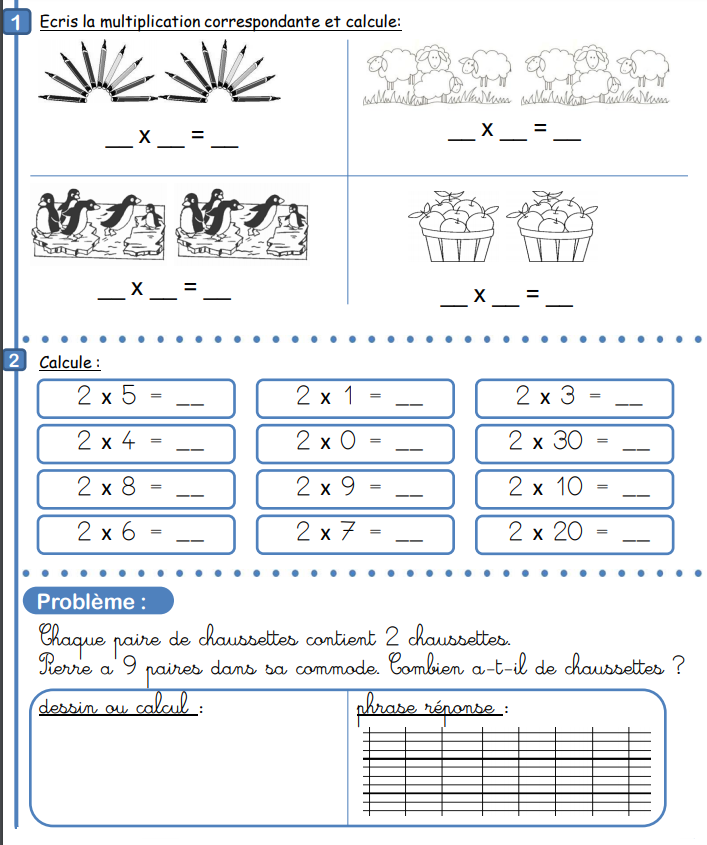 1 Ecris la multiplication correspondante et calcule:
__ x __ = __
__ x __ = __
__ x __ = __
__ x __ = __
2 Calcule :
2 x 5 = __ 2 x 1 = __ 2 x 3 = __
2 x 4 = __ 2 x 0 = __ 2 x 30 = __
2 x 8 = __ 2 x 9 = __ 2 x 10 = __
2 x 6 = __ 2 x 7 = __ 2 x 20 = __
Problème :
Chaque paire de chaussettes contient 2 chaussettes.
Pierre a 9 paires dans sa commode. Combien a-t-il de chaussettes ?
dessin ou calcul :
phrase réponse :